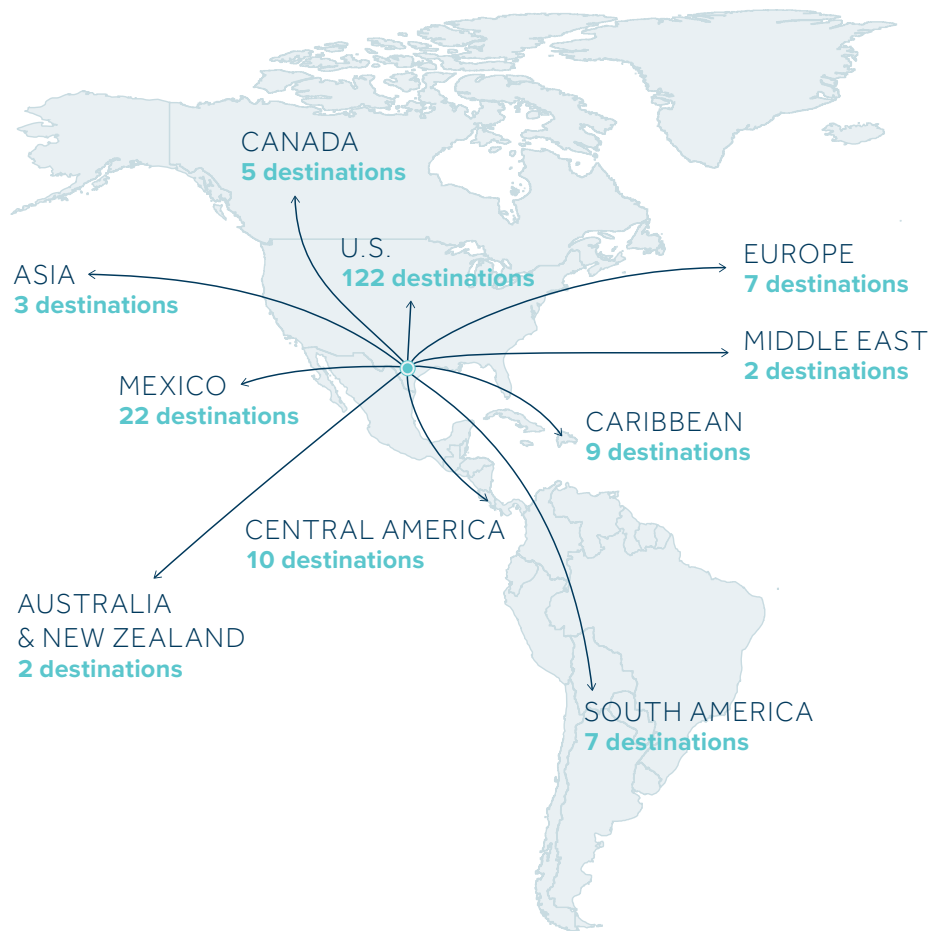 CANADA
5 destinations
U.S.
122 destinations
ASIA
3 destinations
EUROPE
7 destinations
MIDDLE EAST
2 destinations
MEXICO
22 destinations
CARIBBEAN
9 destinations
CENTRAL AMERICA
10 destinations
AUSTRALIA
& NEW ZEALAND
2 destinations
SOUTH AMERICA
7 destinations